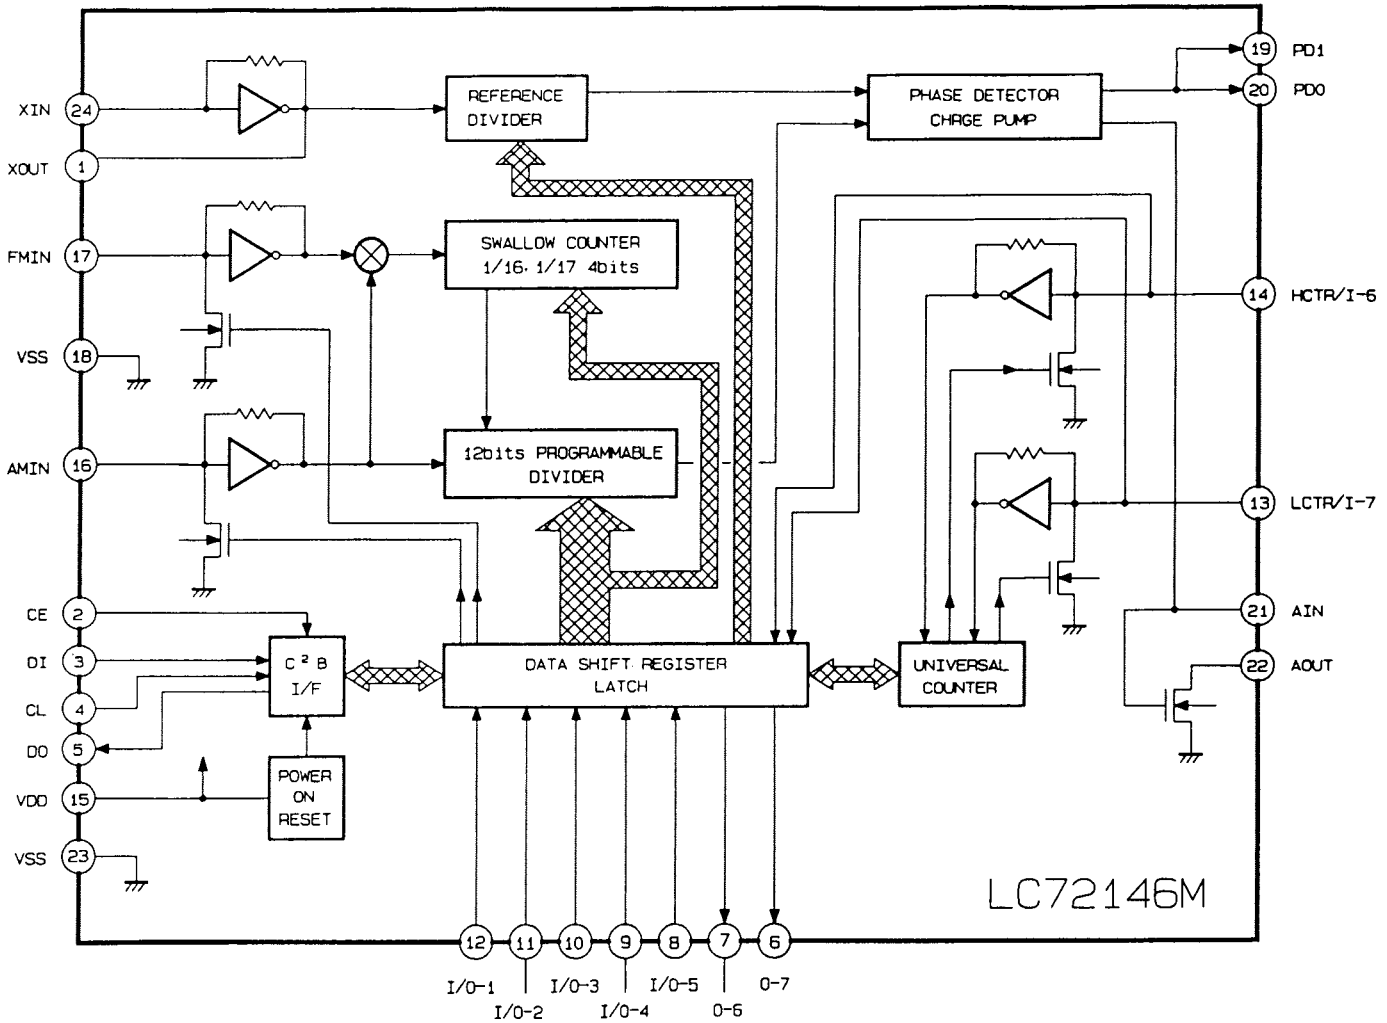 XIN
24
XOUT
1
FMIN
17
VSS
18
AMIN
16
CE
2
DI
3
CL
4
DO
5
VDD
15
VSS
23
REFERENCE
DIVIDER
SWALLOW COUNTER
1/16. 1/17 4bits
12bits PROGRAMMABLE
DIVIDER
PHASE DETECTOR
CHRGE PUMP
C²B
I/F
POWER
ON
RESET
DATA SHIFT REGISTER
LATCH
UNIVERSAL
COUNTER
19 PD1
20 PD0
14 HCTR/I-6
13 LCTR/I-7
21 AIN
22 AOUT
LC72146M
12 11 10 9 8 7 6
I/O-1 I/O-3 I/O-5 O-7
I/O-2 I/O-4 O-6